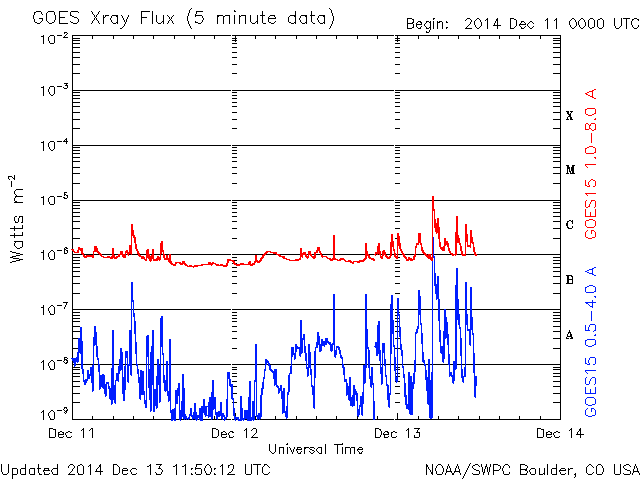 GOES Xray Flux (5 minute data)
Begin: 2014 Dec 11 0000 UTC
10-2
10-3
10-4
10-5
10-6
10-7
10-8
10-9
Watts m-2
X
M
C
B
A
GOES15 1.0-8.0 A
GOES15 0.5-4.0 A
Dec 11
Dec 12
Dec 13
Dec 14
Universal Time
Updated 2014 Dec 13 11:50:12 UTC
NOAA/SWPC Boulder, CO USA